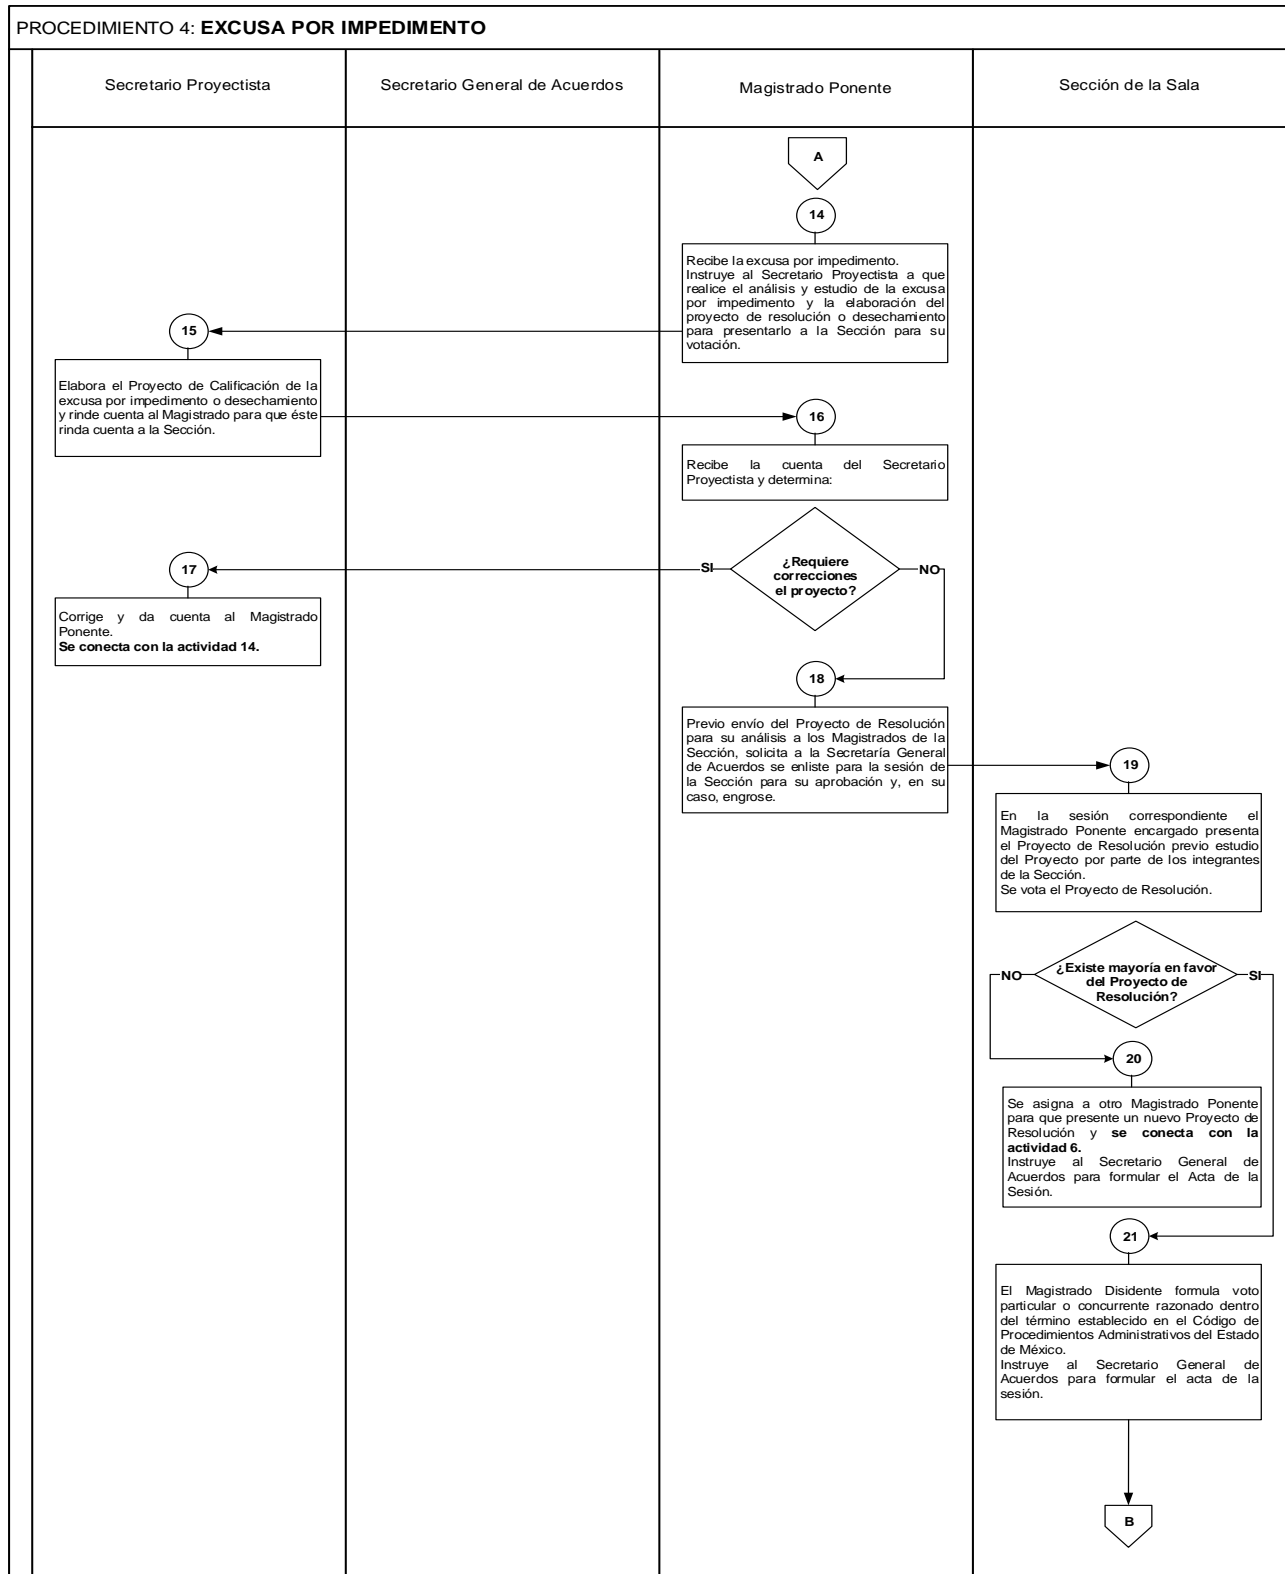 PROCEDIMIENTO 4: EXCUSA POR IMPEDIMENTO
Secretario Proyectista
Secretario General de Acuerdos
Magistrado Ponente
Sección de la Sala
A
14
Recibe la excusa por impedimento.
Instruye al Secretario Proyectista a que
realice el análisis y estudio de la excusa
por impedimento y la elaboración del
proyecto de resolución o desechamiento
para presentarlo a la Sección para su
votación.
15
Elabora el Proyecto de Calificación de la
excusa por impedimento o desechamiento
y rinde cuenta al Magistrado para que éste
rinda cuenta a la Sección.
16
Recibe la cuenta del Secretario
Proyectista y determina:
¿Requiere
correcciones
el proyecto?
SI
NO
17
Corrige y da cuenta al Magistrado
Ponente.
Se conecta con la actividad 14.
18
Previo envío del Proyecto de Resolución
para su análisis a los Magistrados de la
Sección, solicita a la Secretaría General
de Acuerdos se enliste para la sesión de
la Sección para su aprobación y, en su
caso, engrose.
19
En la sesión correspondiente el
Magistrado Ponente encargado presenta
el Proyecto de Resolución previo estudio
del Proyecto por parte de los integrantes
de la Sección.
Se vota el Proyecto de Resolución.
¿Existe mayoría en favor
del Proyecto de
Resolución?
NO
SI
20
Se asigna a otro Magistrado Ponente
para que presente un nuevo Proyecto de
Resolución y se conecta con la
actividad 6.
Instruye al Secretario General de
Acuerdos para formular el Acta de la
Sesión.
21
El Magistrado Disidente formula voto
particular o concurrente razonado dentro
del término establecido en el Código de
Procedimientos Administrativos del Estado
de México.
Instruye al Secretario General de
Acuerdos para formular el acta de la
sesión.
B